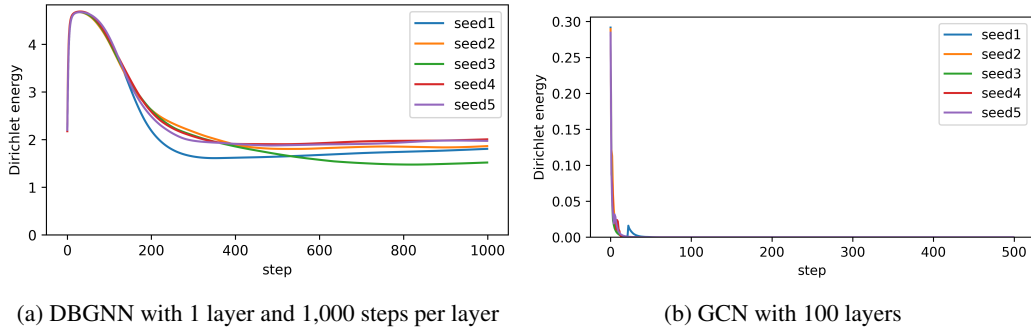 Dirichlet energy
4
3
2
1
0
0 200 400 600 800 1000
step
seed1
seed2
seed3
seed4
seed5
(a) DBGNN with 1 layer and 1,000 steps per layer
Dirichlet energy
0.30
0.25
0.20
0.15
0.10
0.05
0.00
0 100 200 300 400 500
step
seed1
seed2
seed3
seed4
seed5
(b) GCN with 100 layers